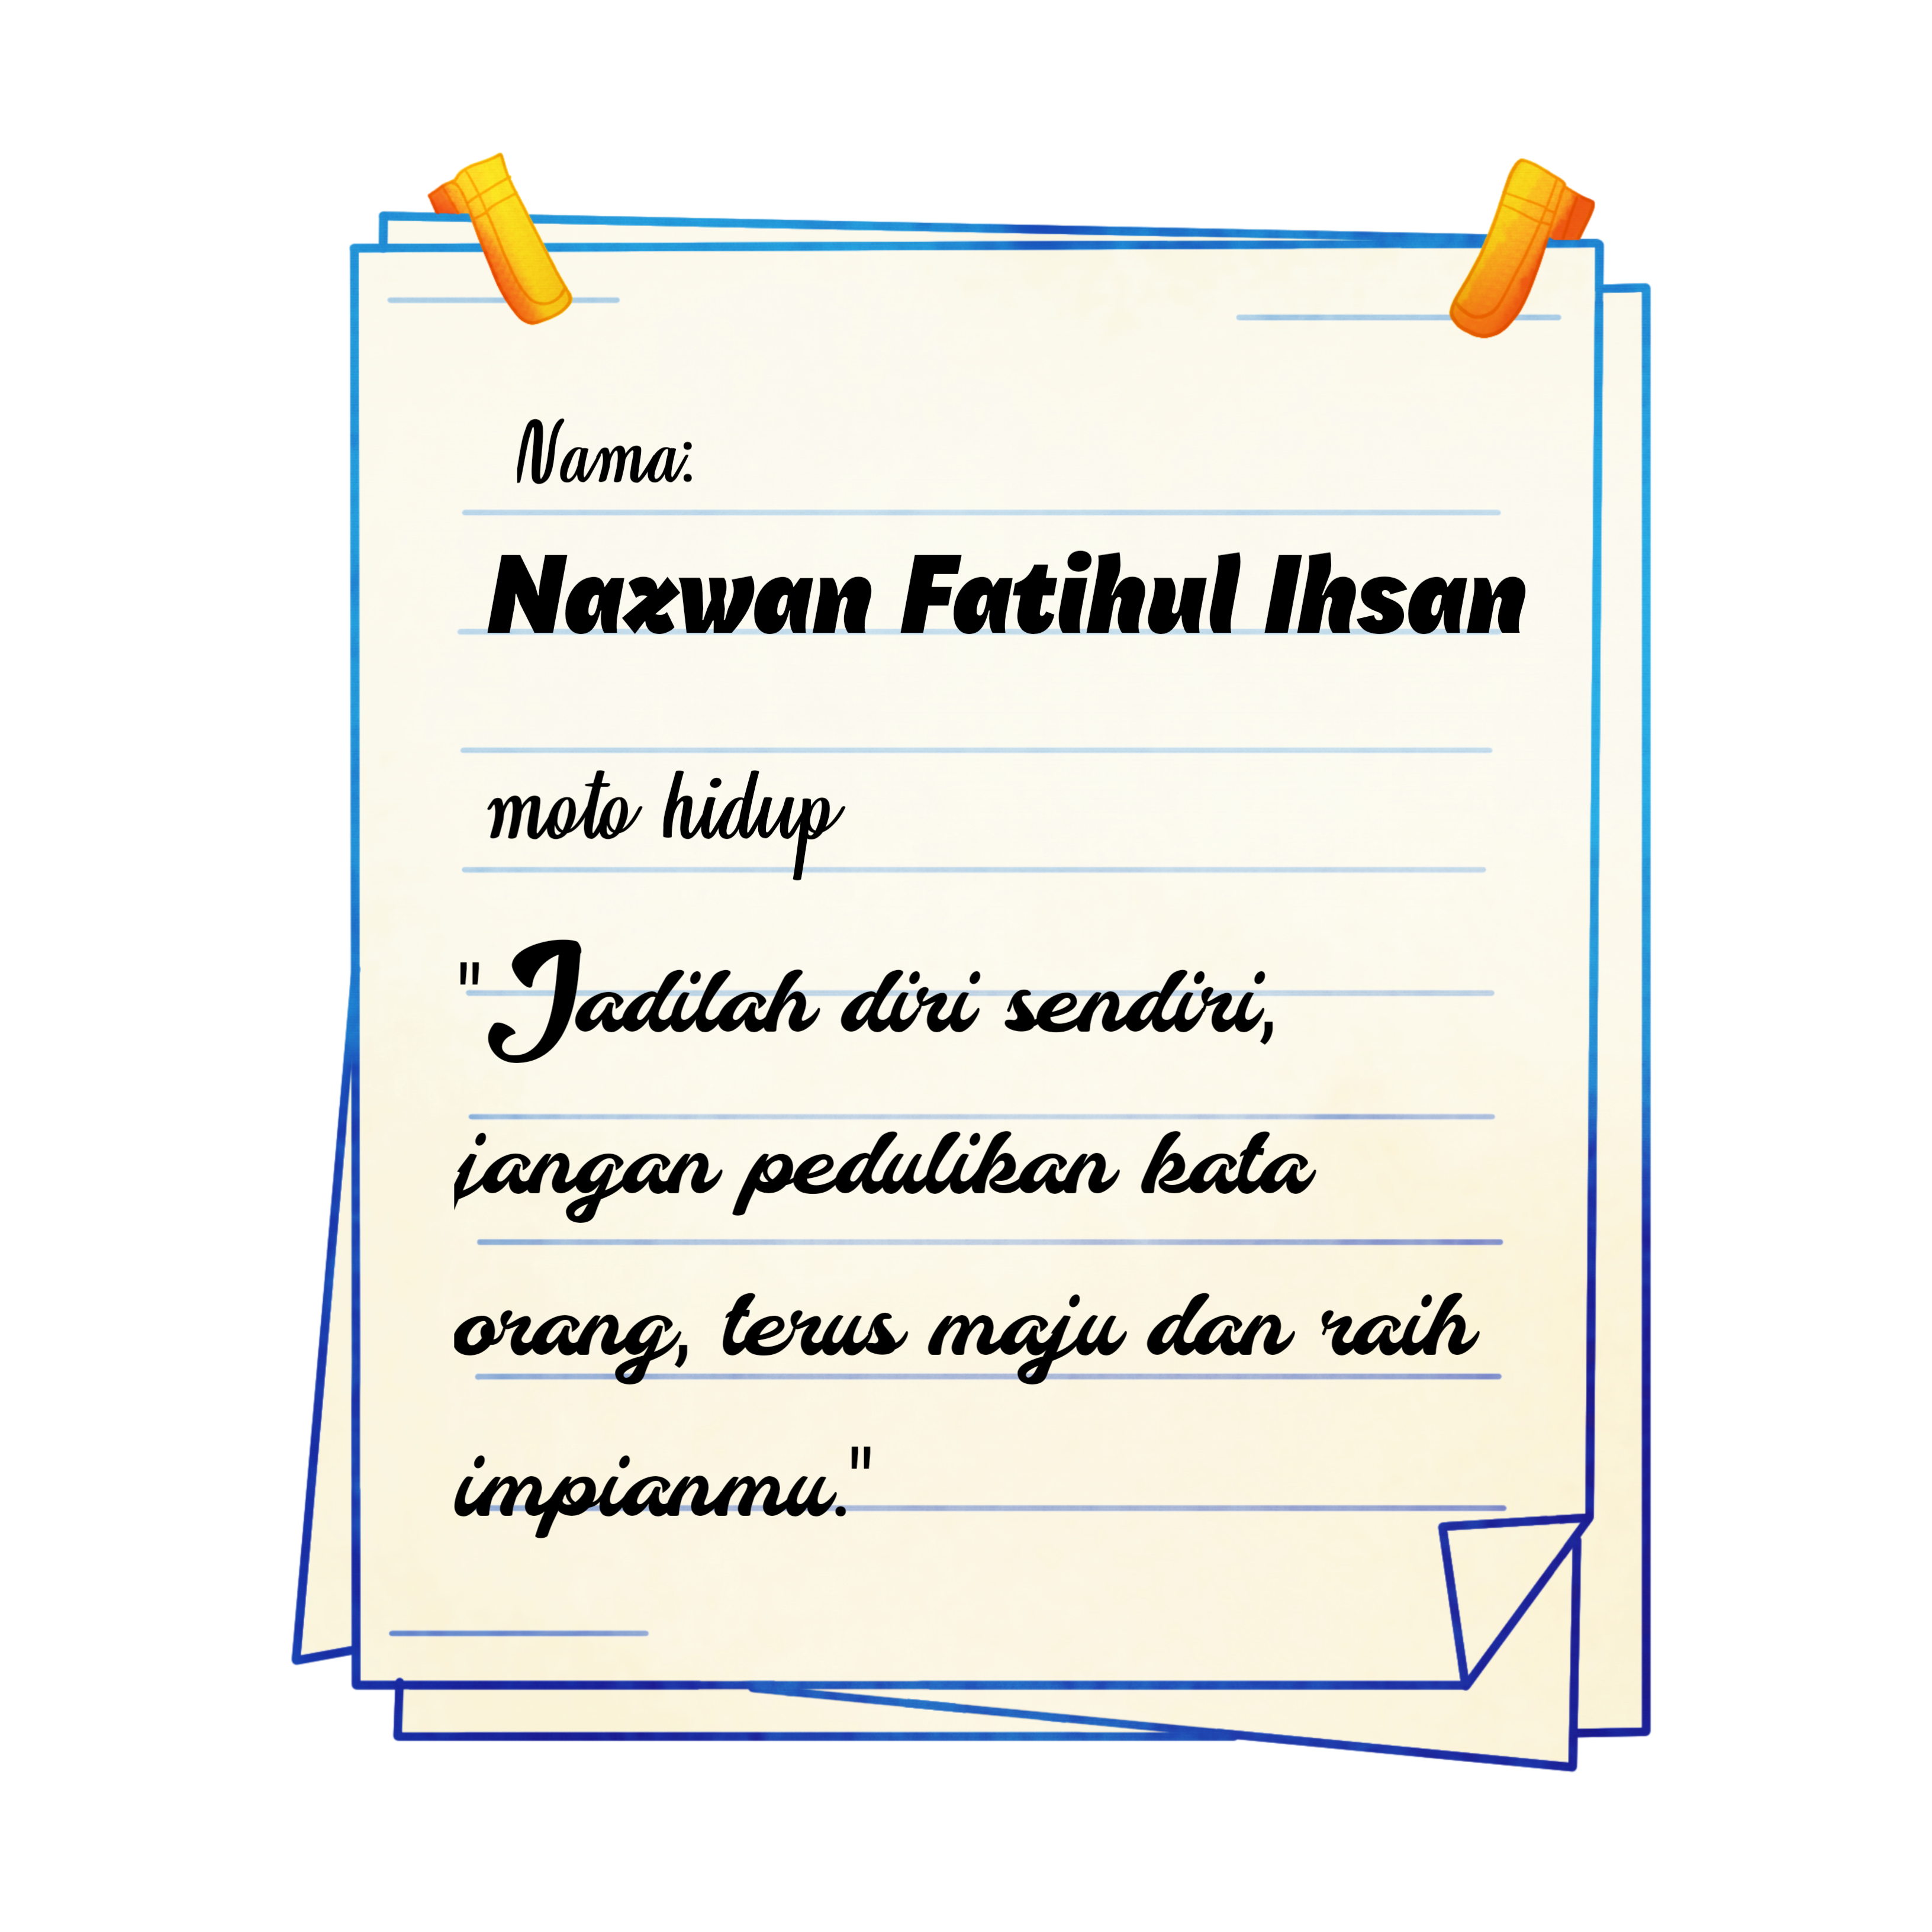 Nama:
Nazwan Fatihul Ihsan
moto hidup
" Jadilah diri sendiri,
jangan pedulikan kata
orang, terus maju dan raih
impianmu."